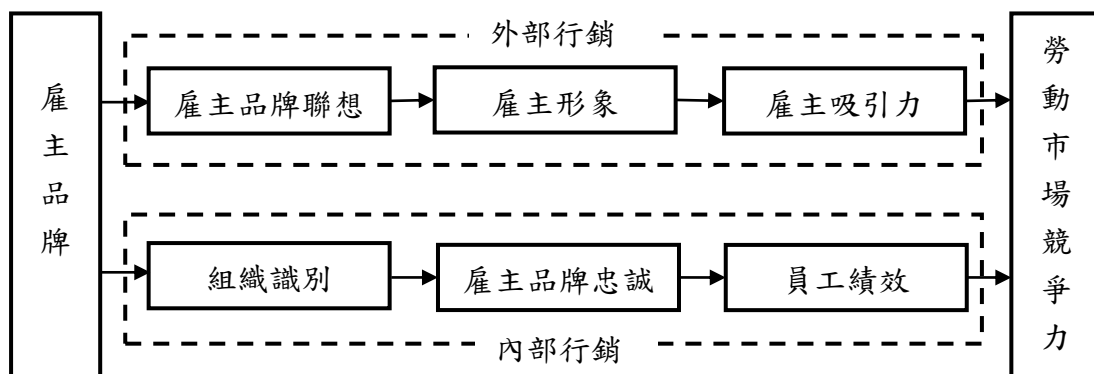 雇主品牌
外部行銷
雇主品牌聯想
雇主形象
雇主吸引力
組織識別
雇主品牌忠誠
員工績效
內部行銷
勞動市場競爭力